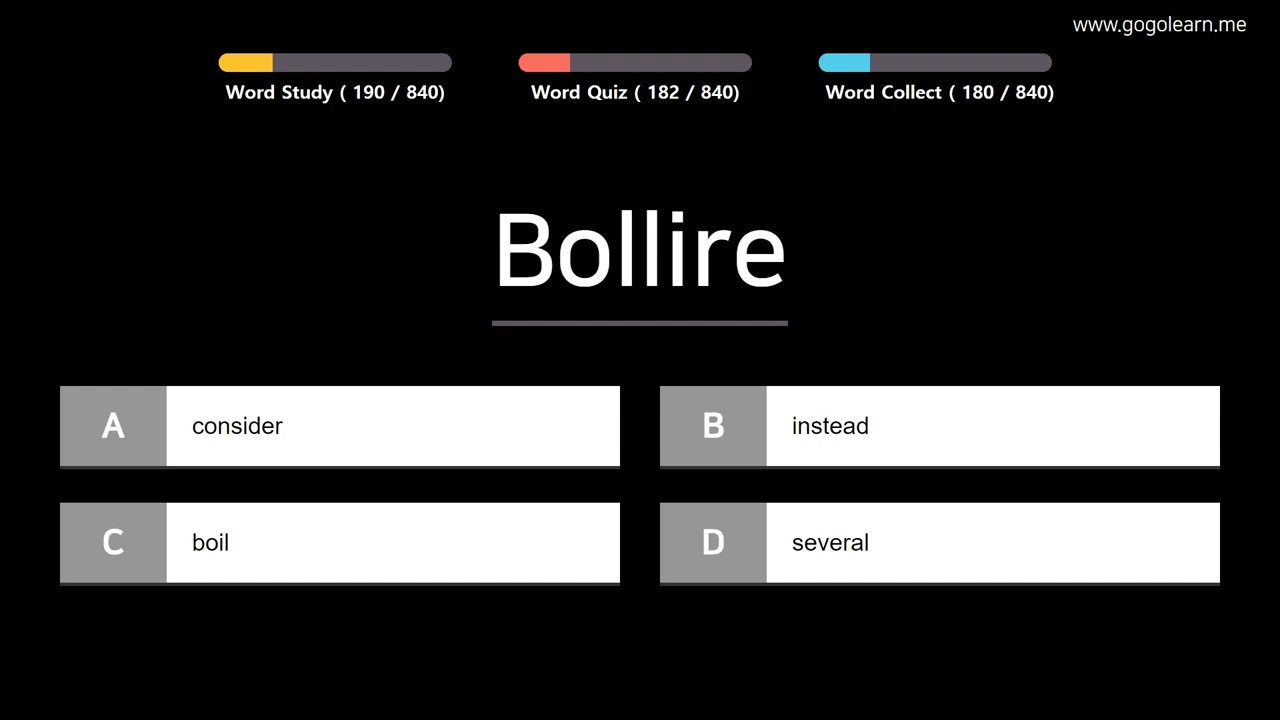 www.gogolearn.me
Word Study ( 190 / 840)
Word Quiz ( 182 / 840)
Word Collect ( 180 / 840)
Bollire
A consider
B instead
C boil
D several